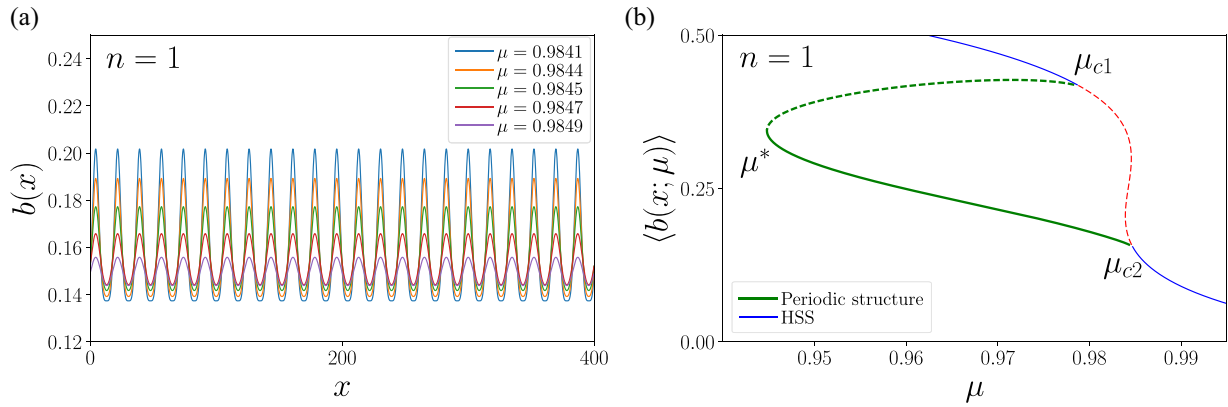 (a)
n = 1
μ = 0.9841
μ = 0.9844
μ = 0.9845
μ = 0.9847
μ = 0.9849
b(x)
0.24
0.22
0.20
0.18
0.16
0.14
0.12
0
200
400
x
(b)
n = 1
μc1
μ*
μc2
⟨b(x; μ)⟩
0.50
0.25
0.00
Periodic structure
HSS
0.95
0.96
0.97
0.98
0.99
μ